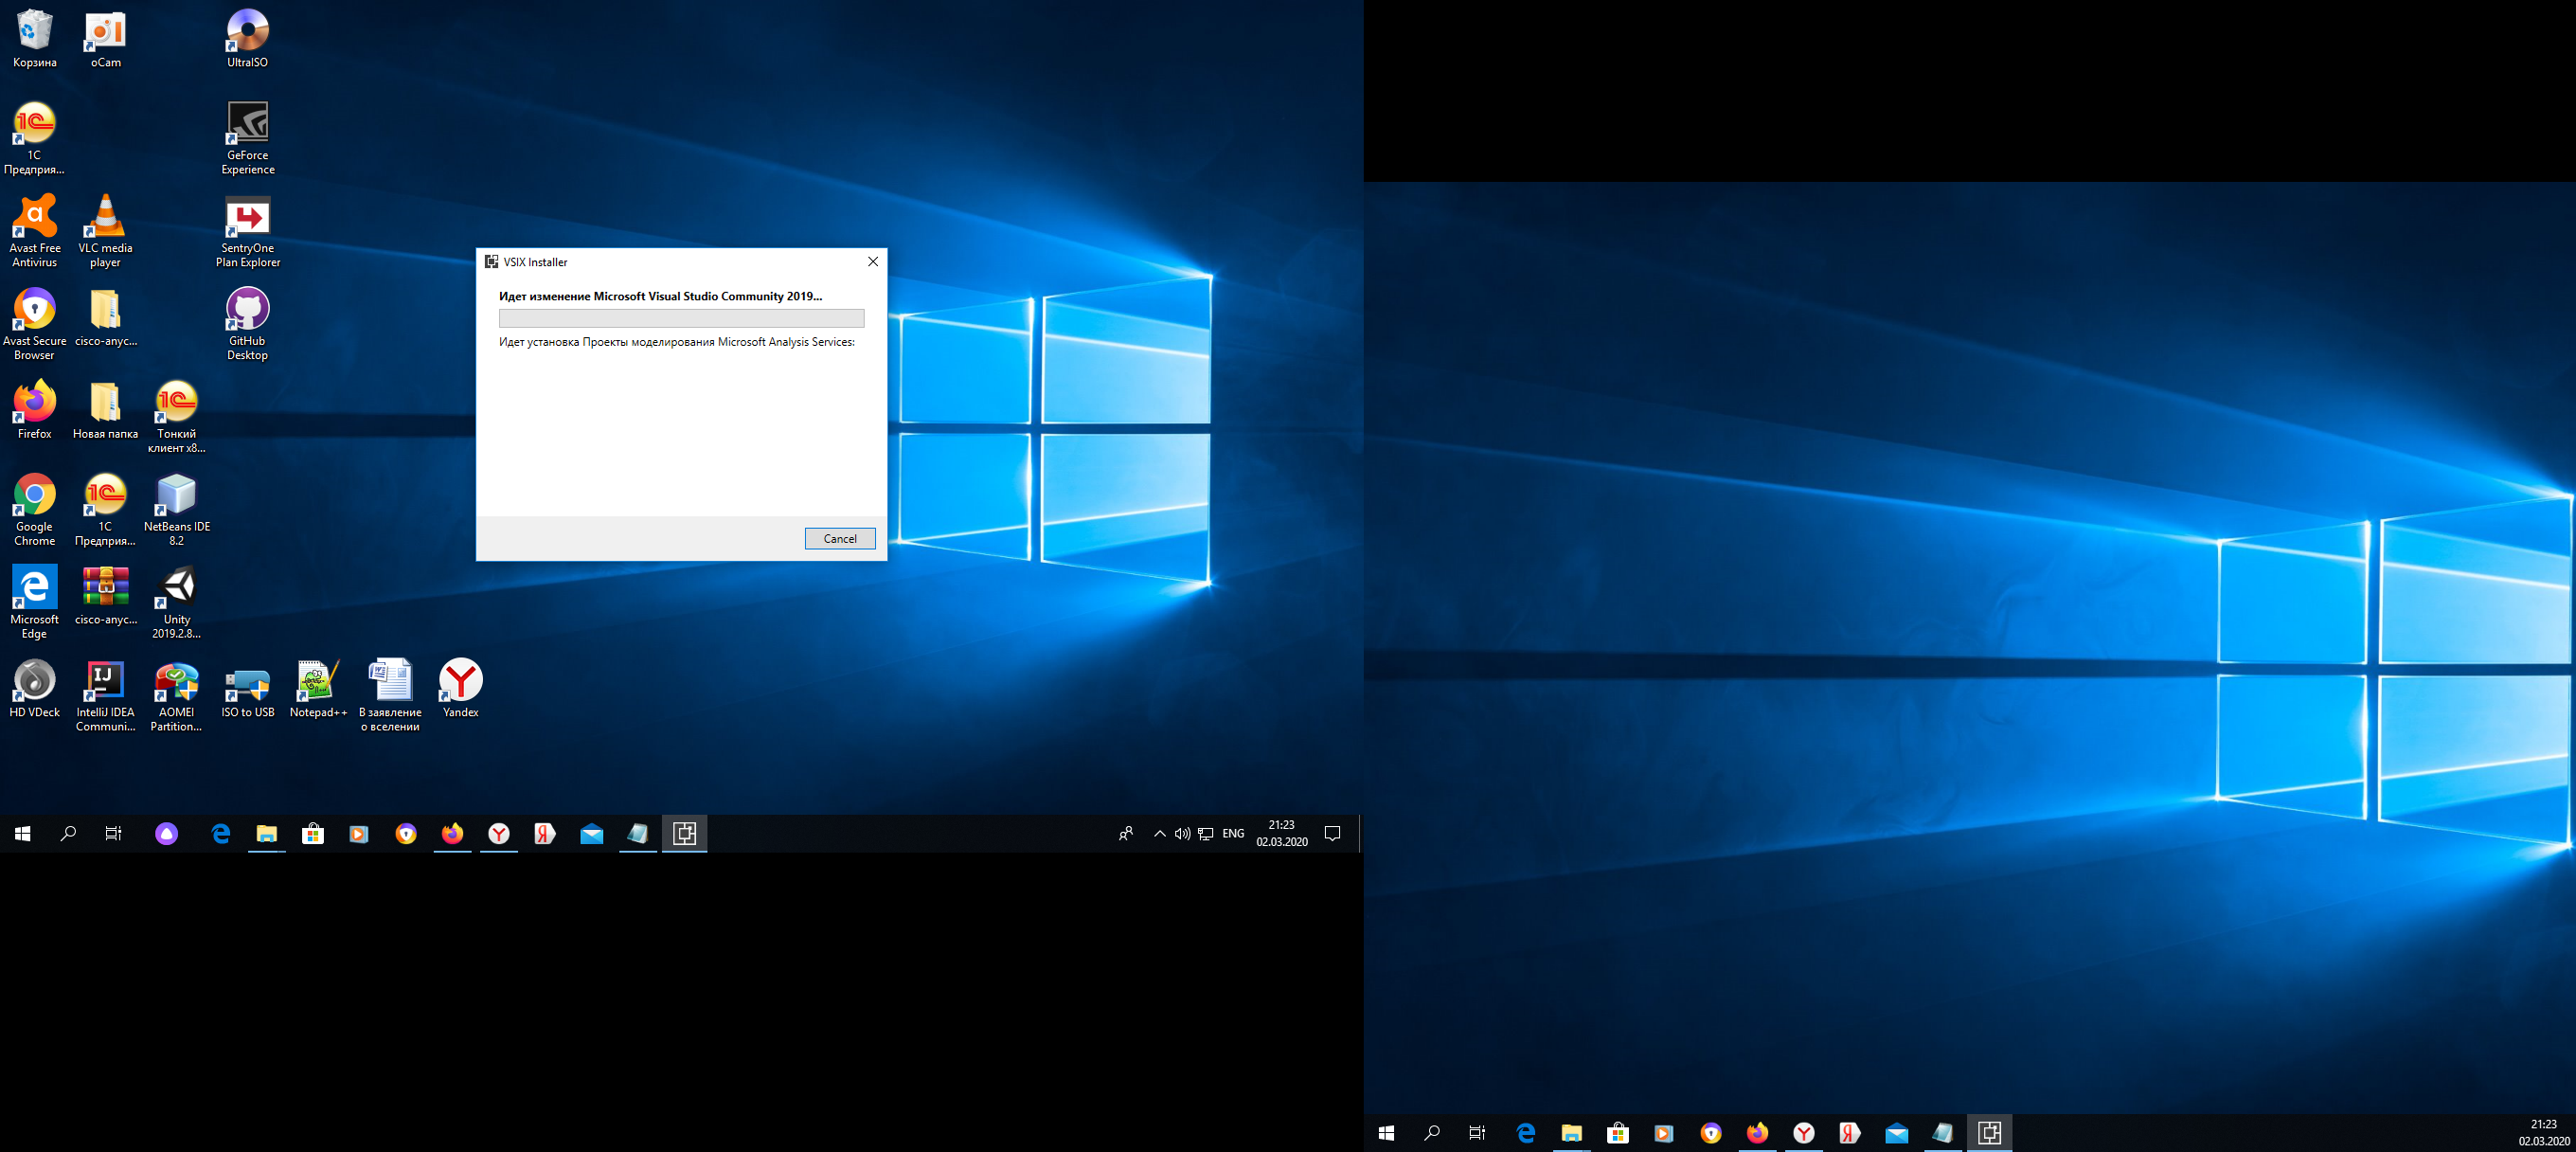 Корзина
oCam
UltraISO
1C
Предприя...
GeForce
Experience
Avast Free
Antivirus
VLC media
player
SentryOne
Plan Explorer
Avast Secure
Browser
cisco-anyc...
GitHub
Desktop
Firefox
Новая папка
Тонкий
клиент x8...
Google
Chrome
1C
Предприя...
NetBeans IDE
8.2
Microsoft
Edge
cisco-anyc...
Unity
2019.2.8...
HD VDeck
IntelliJ IDEA
Communi...
AOMEI
Partition...
ISO to USB
Notepad++
В заявление
о вселении
Yandex
VSIX Installer
Идет изменение Microsoft Visual Studio Community 2019...
Идет установка Проекты моделирования Microsoft Analysis Services:
Cancel
ENG
21:23
02.03.2020
21:23
02.03.2020